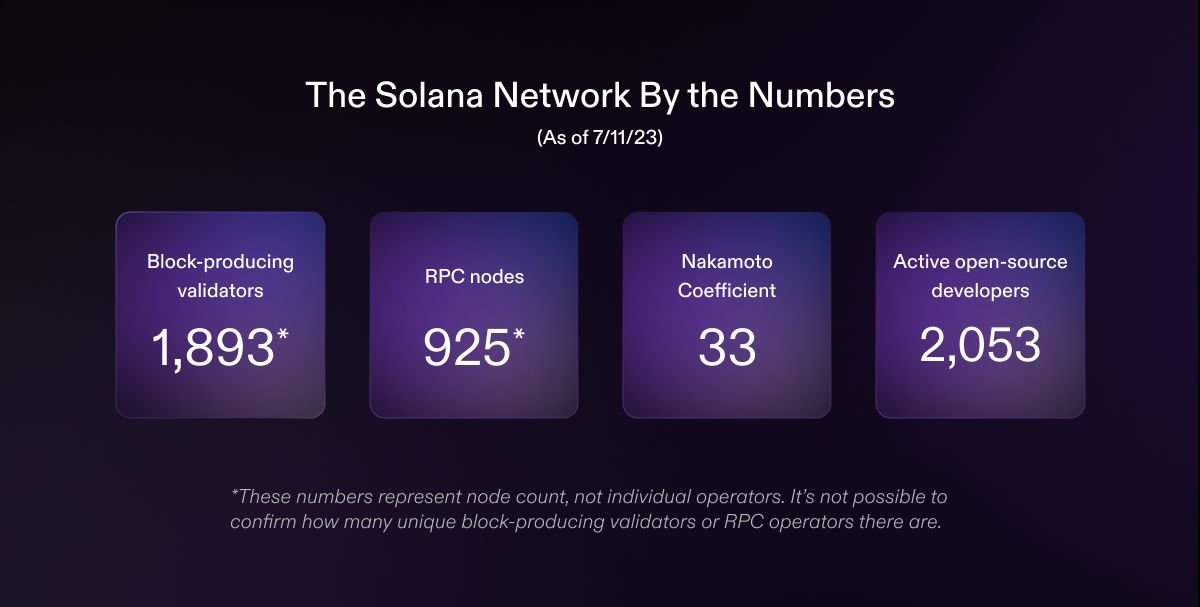 The Solana Network By the Numbers
(As of 7/11/23)
Block-producing
validators
1,893*
RPC nodes
925*
Nakamoto
Coefficient
33
Active open-source
developers
2,053
*These numbers represent node count, not individual operators. It’s not possible to
confirm how many unique block-producing validators or RPC operators there are.